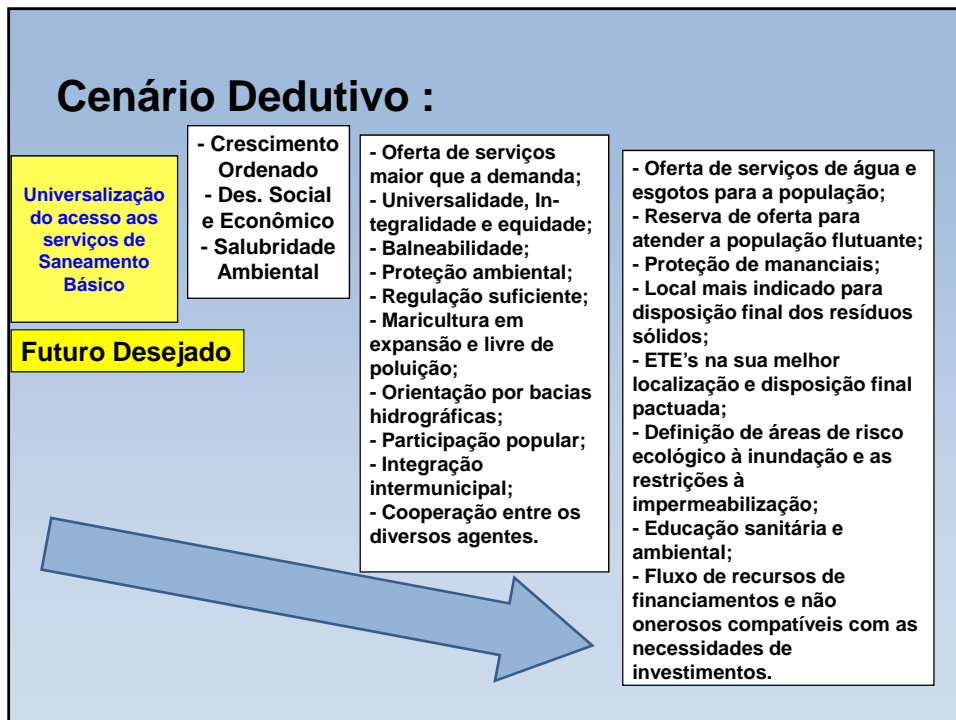 Cenário Dedutivo :
Universalização
do acesso aos
serviços de
Saneamento
Básico
Futuro Desejado
- Crescimento
Ordenado
- Des. Social
e Econômico
- Salubridade
Ambiental
- Oferta de serviços
maior que a demanda;
- Universalidade, In-
tegralidade e equidade;
- Balneabilidade;
- Proteção ambiental;
- Regulação suficiente;
- Maricultura em
expansão e livre de
poluição;
- Orientação por bacias
hidrográficas;
- Participação popular;
- Integração
intermunicipal;
- Cooperação entre os
diversos agentes.
- Oferta de serviços de água e
esgotos para a população;
- Reserva de oferta para
atender a população flutuante;
- Proteção de mananciais;
- Local mais indicado para
disposição final dos resíduos
sólidos;
- ETE's na sua melhor
localização e disposição final
pactuada;
- Definição de áreas de risco
ecológico à inundação e as
restrições à
impermeabilização;
- Educação sanitária e
ambiental;
- Fluxo de recursos de
financiamentos e não
onerosos compatíveis com as
necessidades de
investimentos.